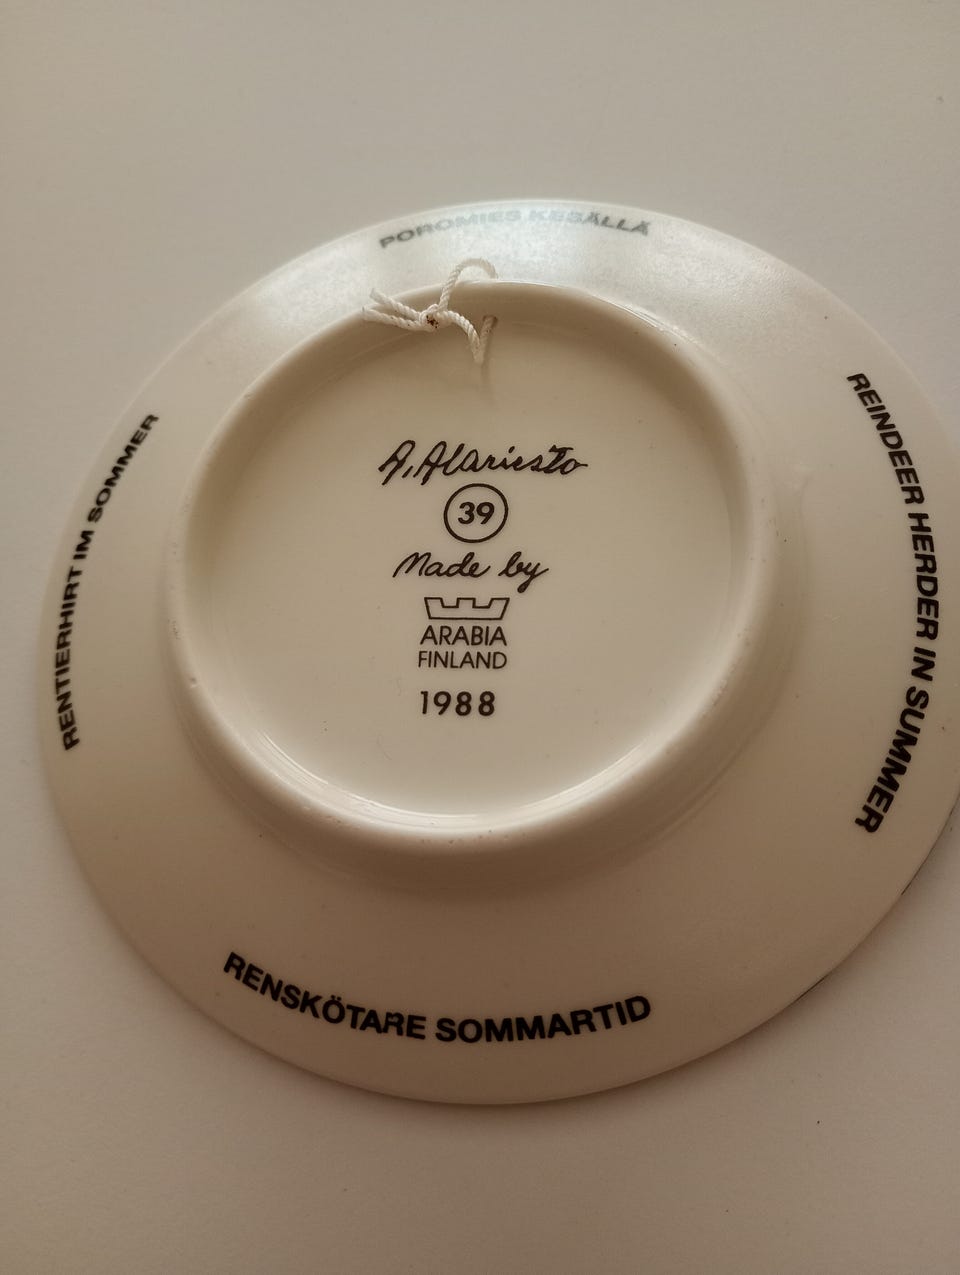 POROMIES KESÄLLÄ
REINDEER HERDER IN SUMMER
RENSKÖTARE SOMMARTID
RENTIERHIRT IM SOMMER
A. Alariesto
39
Made by
ARABIA
FINLAND
1988